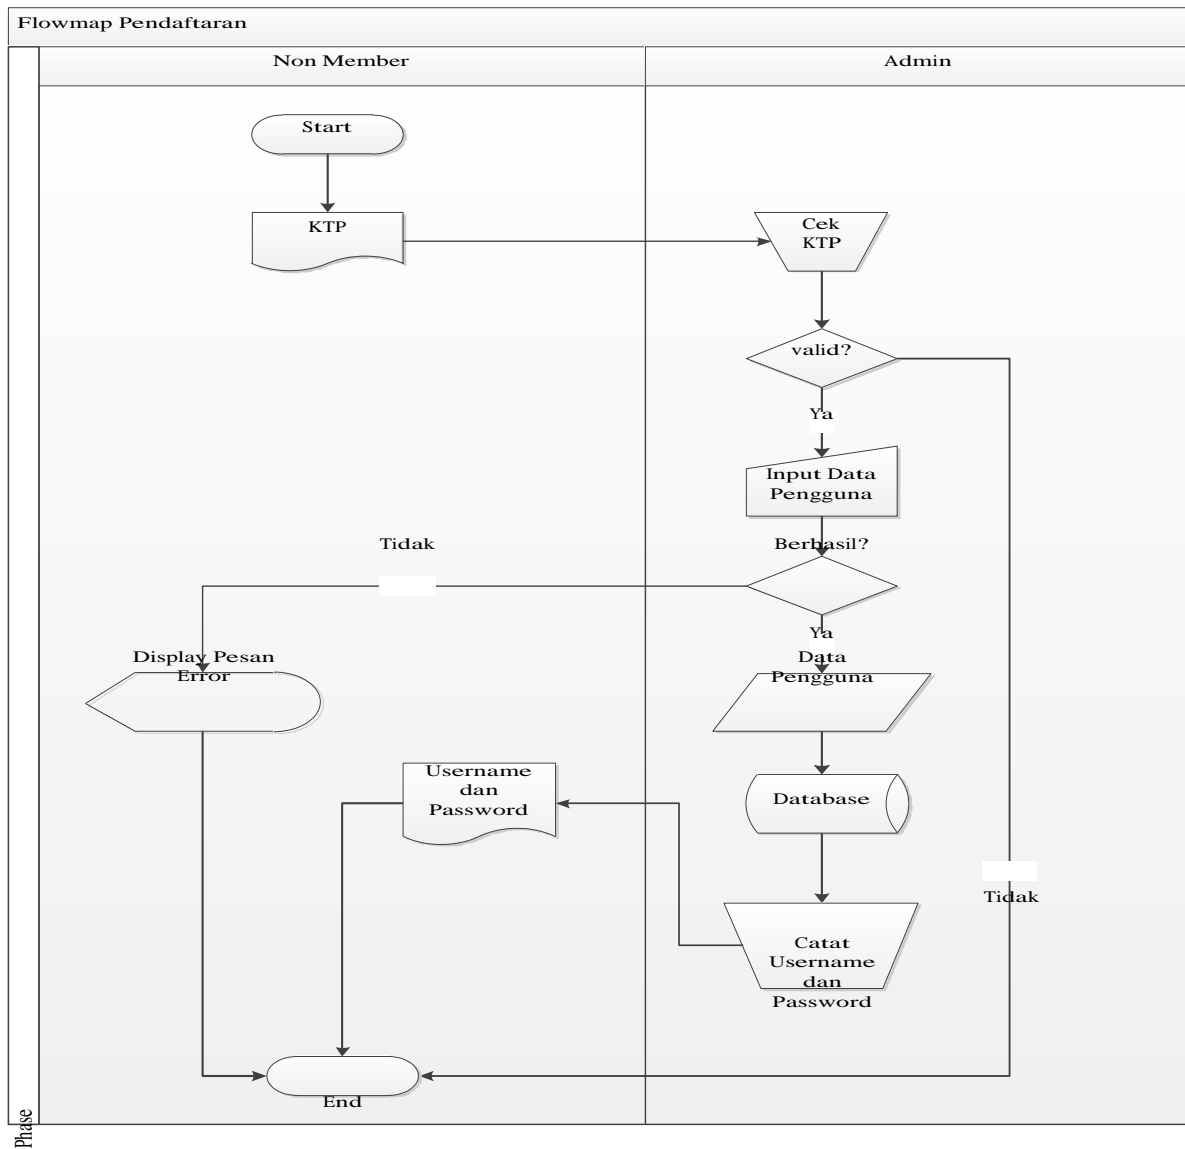 Flowmap Pendaftaran
Non Member
Admin
Start
KTP
Cek
KTP
valid?
Ya
Input Data
Pengguna
Berhasil?
Tidak
Ya
Display Pesan
Error
Data
Pengguna
Username
dan
Password
Database
Tidak
Catat
Username
dan
Password
End
Phase